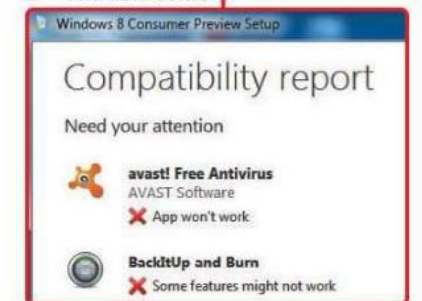 Windows 8 Consumer Preview Setup
Compatibility report
Need your attention
avast! Free Antivirus
AVAST Software
App won't work
BackItUp and Burn
Some features might not work